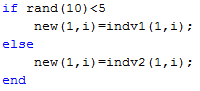 if rand(10)<5
new(1,i)=indv1(1,i);
else
new(1,i)=indv2(1,i);
end